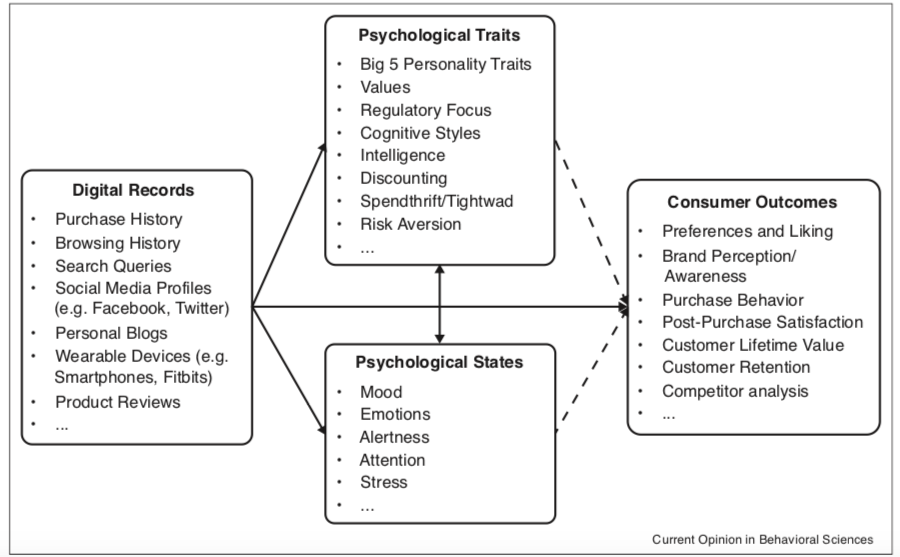 Psychological Traits
• Big 5 Personality Traits
• Values
• Regulatory Focus
• Cognitive Styles
• Intelligence
• Discounting
• Spendthrift/Tightwad
• Risk Aversion
• ...
Digital Records
• Purchase History
• Browsing History
• Search Queries
• Social Media Profiles
(e.g. Facebook, Twitter)
• Personal Blogs
• Wearable Devices (e.g.
Smartphones, Fitbits)
• Product Reviews
• ...
Psychological States
• Mood
• Emotions
• Alertness
• Attention
• Stress
• ...
Consumer Outcomes
• Preferences and Liking
• Brand Perception/
Awareness
• Purchase Behavior
• Post-Purchase Satisfaction
• Customer Lifetime Value
• Customer Retention
• Competitor analysis
• ...
Current Opinion in Behavioral Sciences